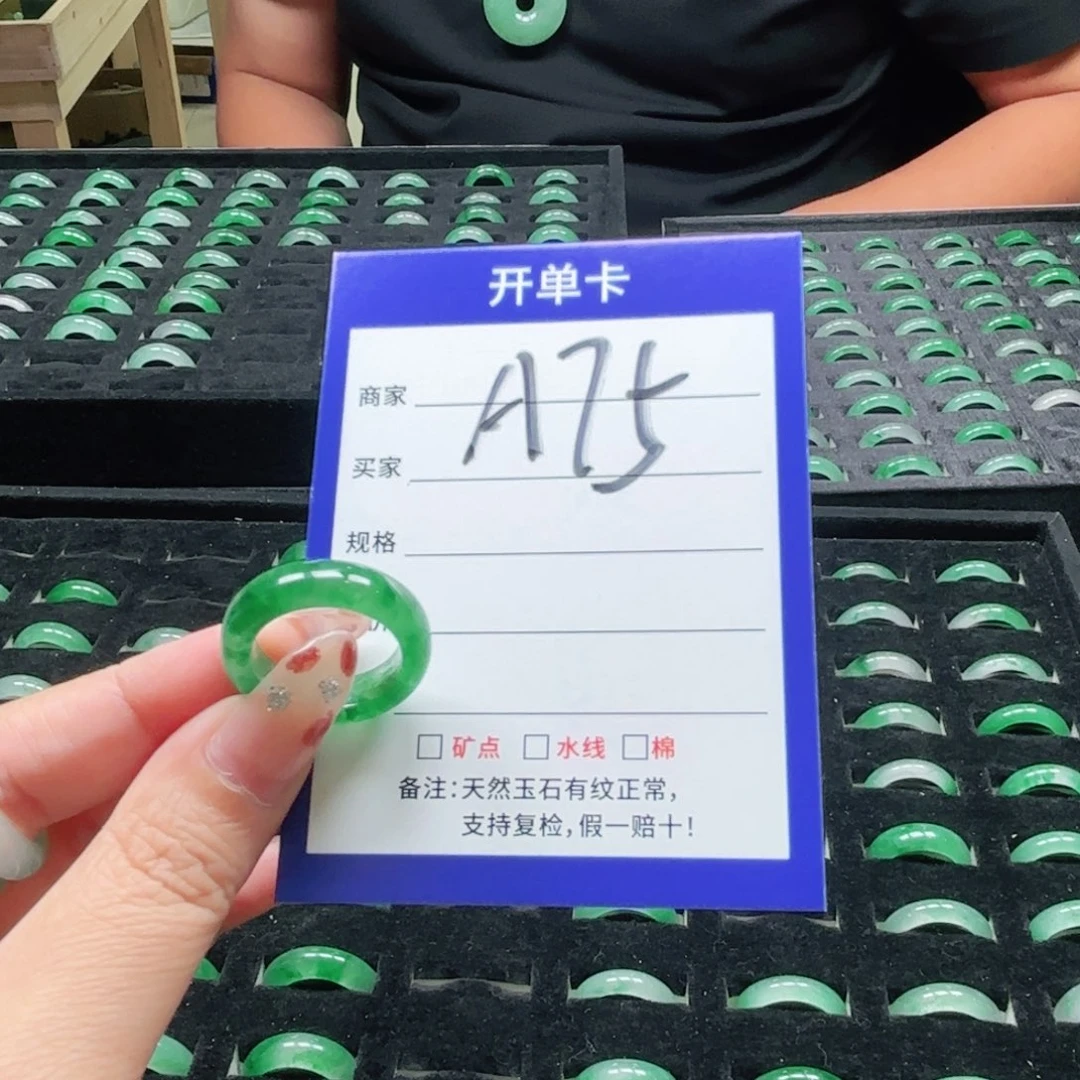 开单卡
商家 A75
买家
规格
□ 矿点 □ 水线 □ 棉
备注:天然玉石有纹正常,
支持复检,假一赔十!